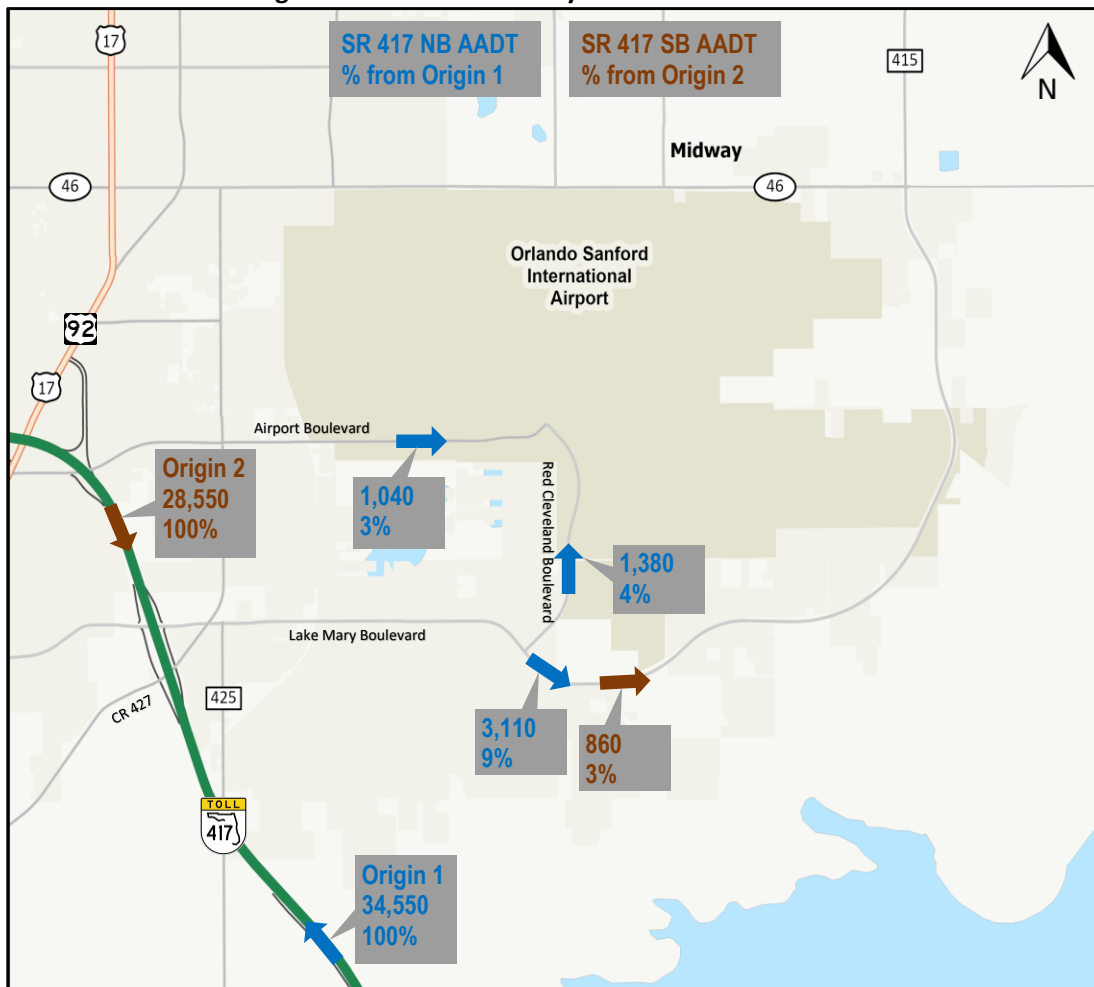 17
SR 417 NB AADT
% from Origin 1
SR 417 SB AADT
% from Origin 2
415
N
Midway
46
46
Orlando Sanford
International
Airport
92
17
Airport Boulevard
Origin 2
28,550
100%
1,040
3%
Red Cleveland Boulevard
1,380
4%
Lake Mary Boulevard
CR 427
425
3,110
9%
860
3%
TOLL
417
Origin 1
34,550
100%